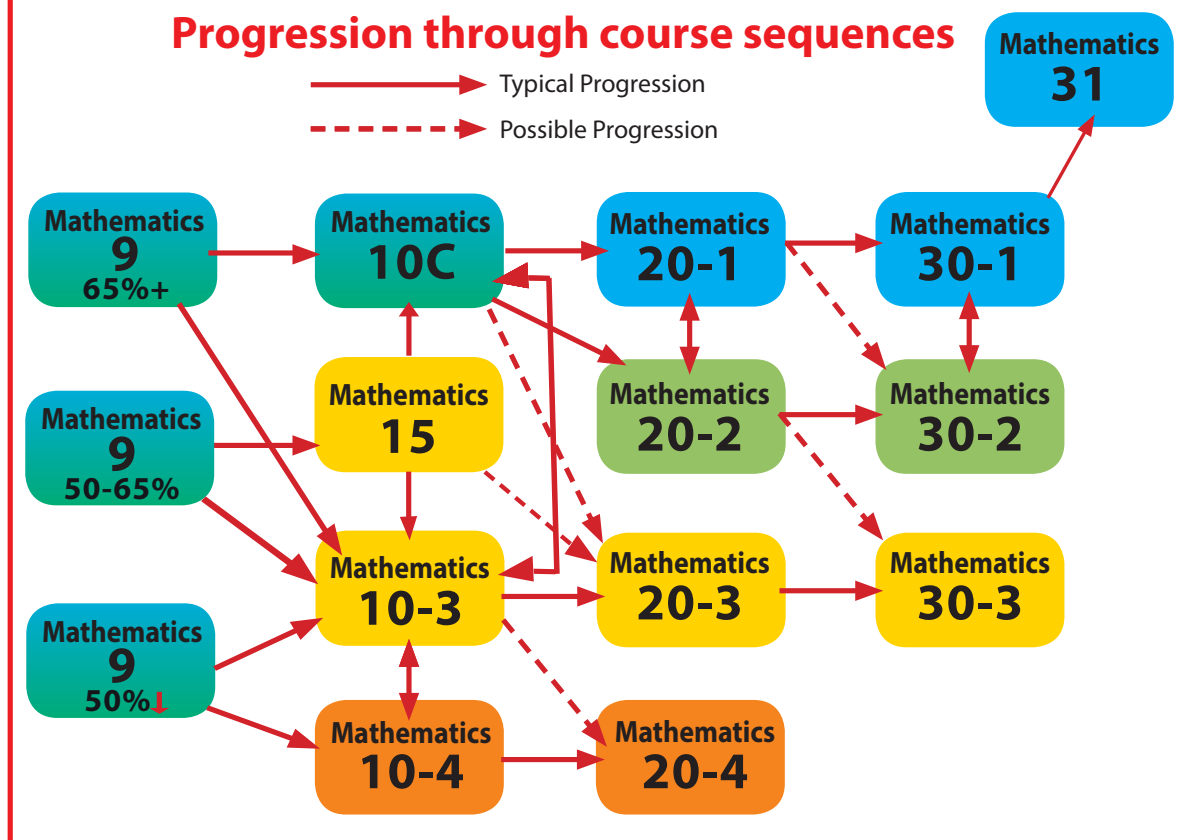 Progression through course sequences
Typical Progression
Possible Progression
Mathematics
31
Mathematics
9
65%+
Mathematics
10C
Mathematics
20-1
Mathematics
30-1
Mathematics
9
50-65%
Mathematics
15
Mathematics
20-2
Mathematics
30-2
Mathematics
10-3
Mathematics
20-3
Mathematics
30-3
Mathematics
9
50%↓
Mathematics
10-4
Mathematics
20-4